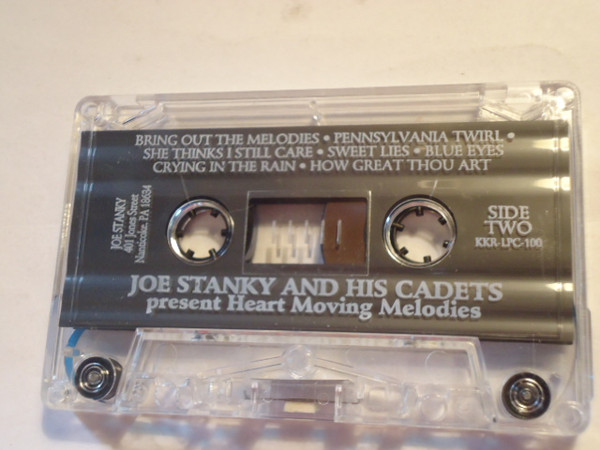 BRING OUT THE MELODIES • PENNSYLVANIA TWIRL •
SHE THINKS I STILL CARE • SWEET LIES • BLUE EYES
CRYING IN THE RAIN • HOW GREAT THOU ART
JOE STANKY
401 Jones Street
Nanticoke, PA 18634
SIDE
TWO
KKR-LPC-100
JOE STANKY AND HIS CADETS
present Heart Moving Melodies